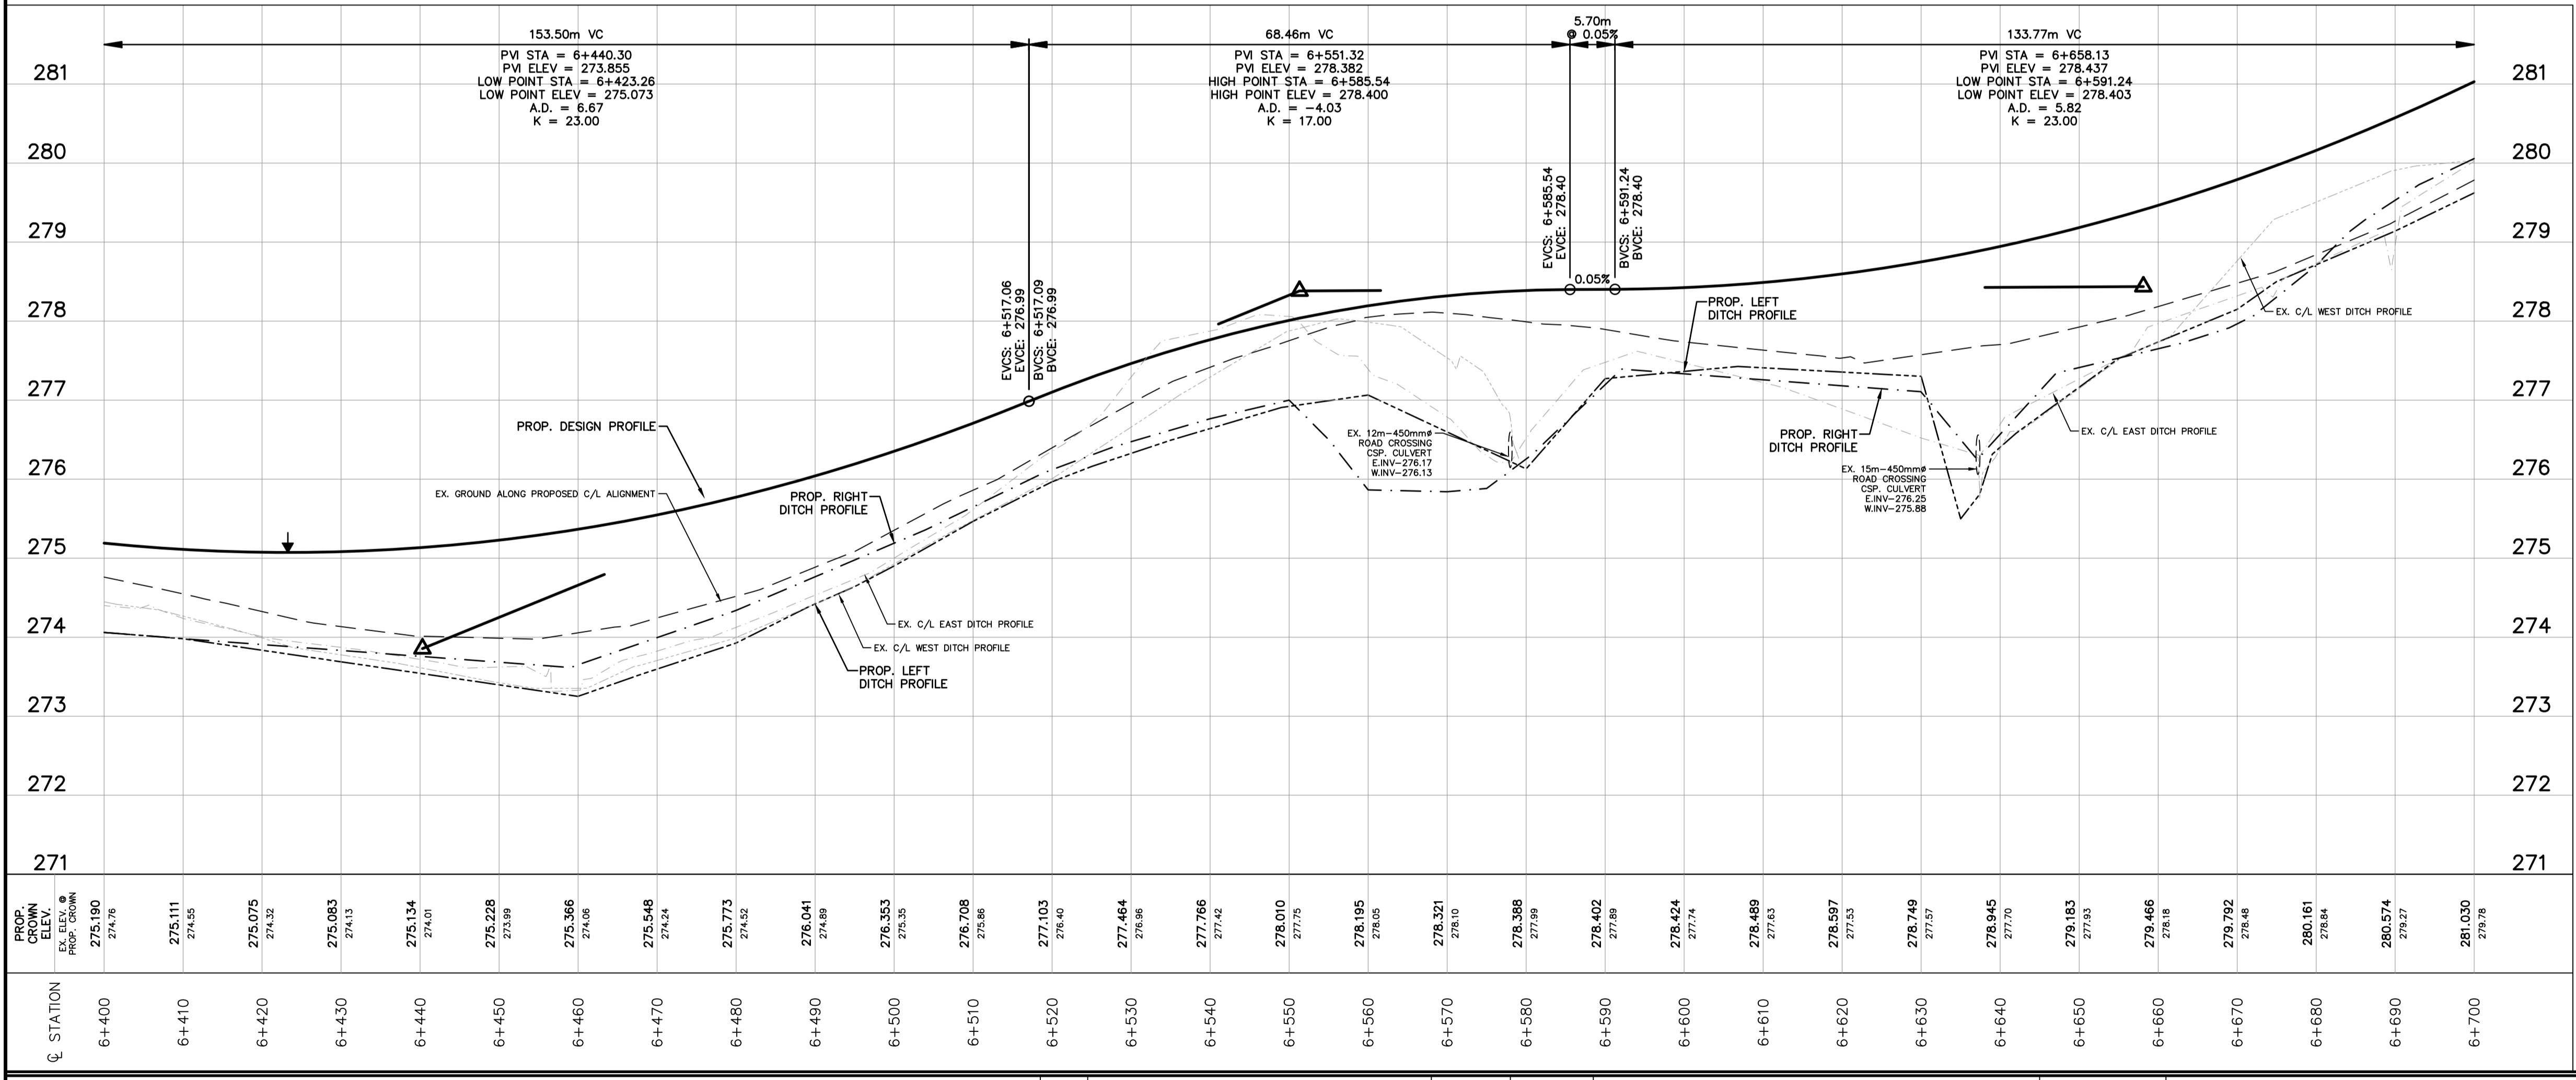 153.50m VC
PVI STA = 6+440.30
PVI ELEV = 273.855
LOW POINT STA = 6+423.26
LOW POINT ELEV = 275.073
A.D. = 6.67
K = 23.00
68.46m VC
PVI STA = 6+551.32
PVI ELEV = 278.382
HIGH POINT STA = 6+585.54
HIGH POINT ELEV = 278.400
A.D. = -4.03
K = 17.00
5.70m
@ 0.05%
133.77m VC
PVI STA = 6+658.13
PVI ELEV = 278.437
LOW POINT STA = 6+591.24
LOW POINT ELEV = 278.403
A.D. = 5.82
K = 23.00
281
280
279
278
277
276
275
274
273
272
271
281
280
279
278
277
276
275
274
273
272
271
EVCS: 6+517.06
EVCE: 276.99
BVCS: 6+517.09
BVCE: 276.99
EVCS: 6+585.54
EVCE: 278.40
BVCS: 6+591.24
BVCE: 278.40
0.05%
PROP. DESIGN PROFILE
EX. GROUND ALONG PROPOSED C/L ALIGNMENT
PROP. RIGHT
DITCH PROFILE
EX. C/L EAST DITCH PROFILE
EX. C/L WEST DITCH PROFILE
PROP. LEFT
DITCH PROFILE
EX. 12m-450mmø
ROAD CROSSING
CSP. CULVERT
E.INV-276.17
W.INV-276.13
PROP. LEFT
DITCH PROFILE
PROP. RIGHT
DITCH PROFILE
EX. 15m-450mmø
ROAD CROSSING
CSP. CULVERT
E.INV-276.25
W.INV-275.88
EX. C/L WEST DITCH PROFILE
EX. C/L EAST DITCH PROFILE
PROP.
CROWN
ELEV.
EX. ELEV. @
PROP. CROWN
275.190
274.76
275.111
274.55
275.075
274.32
275.083
274.13
275.134
274.01
275.228
273.99
275.366
274.06
275.548
274.24
275.773
274.52
276.041
274.89
276.353
275.35
276.708
275.86
277.103
276.40
277.464
276.96
277.766
277.42
278.010
277.75
278.195
278.05
278.321
278.10
278.388
277.99
278.402
277.89
278.424
277.74
278.489
277.63
278.597
277.53
278.749
277.57
278.945
277.70
279.183
277.93
279.466
278.18
279.792
278.48
280.161
278.84
280.574
279.27
281.030
279.78
℄ STATION
6+400
6+410
6+420
6+430
6+440
6+450
6+460
6+470
6+480
6+490
6+500
6+510
6+520
6+530
6+540
6+550
6+560
6+570
6+580
6+590
6+600
6+610
6+620
6+630
6+640
6+650
6+660
6+670
6+680
6+690
6+700